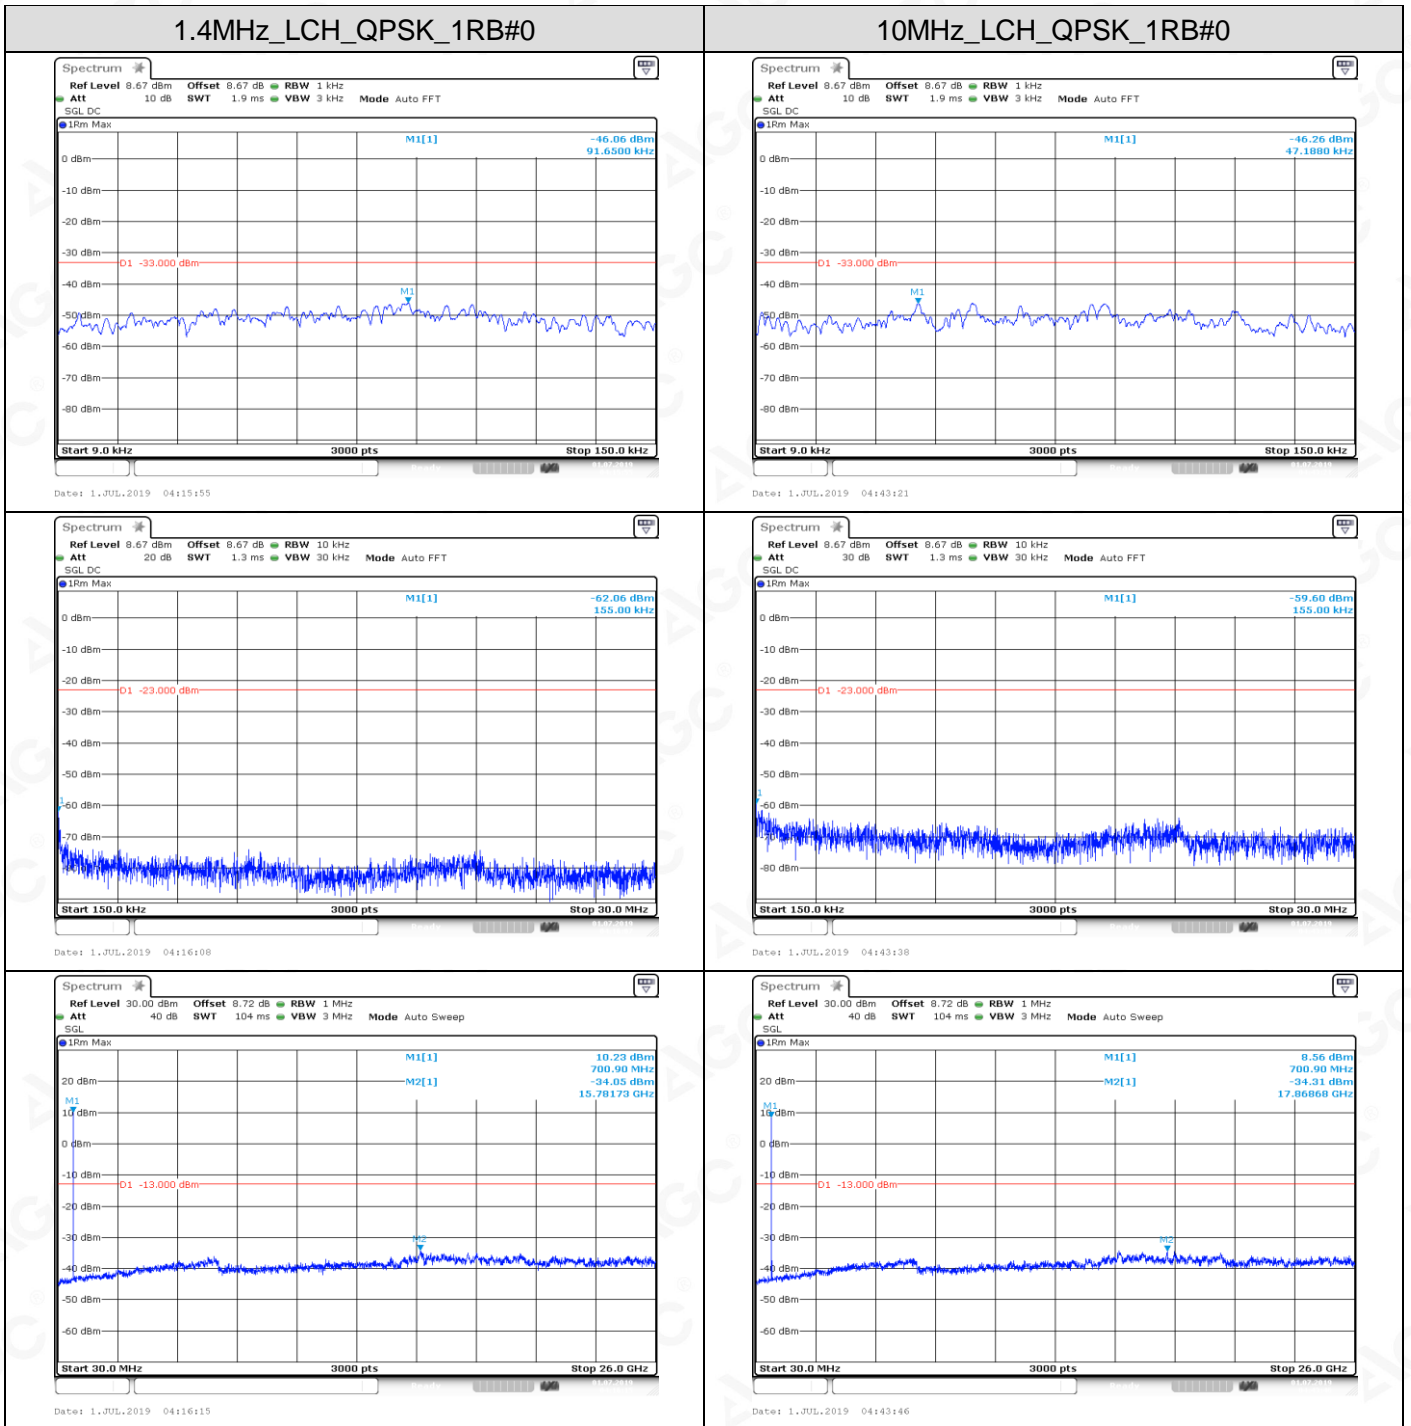 1.4MHz_LCH_QPSK_1RB#0
10MHz_LCH_QPSK_1RB#0
Spectrum
Ref Level 8.67 dBm Offset 8.67 dB RBW 1 kHz
Att 10 dB SWT 1.9 ms VBW 3 kHz Mode Auto FFT
SGL DC
1Rm Max
M1[1] -46.06 dBm
91.6500 kHz
0 dBm
-10 dBm
-20 dBm
-30 dBm
D1 -33.000 dBm
-40 dBm
M1
-50 dBm
-60 dBm
-70 dBm
-80 dBm
Start 9.0 kHz 3000 pts Stop 150.0 kHz
Ready 01.07.2019
Date: 1.JUL.2019 04:15:55
Spectrum
Ref Level 8.67 dBm Offset 8.67 dB RBW 1 kHz
Att 10 dB SWT 1.9 ms VBW 3 kHz Mode Auto FFT
SGL DC
1Rm Max
M1[1] -46.26 dBm
47.1880 kHz
0 dBm
-10 dBm
-20 dBm
-30 dBm
D1 -33.000 dBm
-40 dBm
M1
-50 dBm
-60 dBm
-70 dBm
-80 dBm
Start 9.0 kHz 3000 pts Stop 150.0 kHz
Ready 01.07.2019
Date: 1.JUL.2019 04:43:21
Spectrum
Ref Level 8.67 dBm Offset 8.67 dB RBW 10 kHz
Att 20 dB SWT 1.3 ms VBW 30 kHz Mode Auto FFT
SGL DC
1Rm Max
M1[1] -62.06 dBm
155.00 kHz
0 dBm
-10 dBm
-20 dBm
D1 -23.000 dBm
-30 dBm
-40 dBm
-50 dBm
1
-60 dBm
-70 dBm
Start 150.0 kHz 3000 pts Stop 30.0 MHz
01.07.2019
Date: 1.JUL.2019 04:16:08
Spectrum
Ref Level 8.67 dBm Offset 8.67 dB RBW 10 kHz
Att 30 dB SWT 1.3 ms VBW 30 kHz Mode Auto FFT
SGL DC
1Rm Max
M1[1] -59.60 dBm
155.00 kHz
0 dBm
-10 dBm
-20 dBm
D1 -23.000 dBm
-30 dBm
-40 dBm
-50 dBm
1
-60 dBm
-80 dBm
Start 150.0 kHz 3000 pts Stop 30.0 MHz
01.07.2019
Date: 1.JUL.2019 04:43:38
Spectrum
Ref Level 30.00 dBm Offset 8.72 dB RBW 1 MHz
Att 40 dB SWT 104 ms VBW 3 MHz Mode Auto Sweep
SGL
1Rm Max
M1[1] 10.23 dBm
700.90 MHz
20 dBm M2[1] -34.05 dBm
15.78173 GHz
M1
10 dBm
0 dBm
-10 dBm
D1 -13.000 dBm
-20 dBm
-30 dBm
M2
-40 dBm
-50 dBm
-60 dBm
Start 30.0 MHz 3000 pts Stop 26.0 GHz
Ready 01.07.2019
Date: 1.JUL.2019 04:16:15
Spectrum
Ref Level 30.00 dBm Offset 8.72 dB RBW 1 MHz
Att 40 dB SWT 104 ms VBW 3 MHz Mode Auto Sweep
SGL
1Rm Max
M1[1] 8.56 dBm
700.90 MHz
20 dBm M2[1] -34.31 dBm
17.86868 GHz
M1
10 dBm
0 dBm
-10 dBm
D1 -13.000 dBm
-20 dBm
-30 dBm
M2
-40 dBm
-50 dBm
-60 dBm
Start 30.0 MHz 3000 pts Stop 26.0 GHz
Ready 01.07.2019
Date: 1.JUL.2019 04:43:46